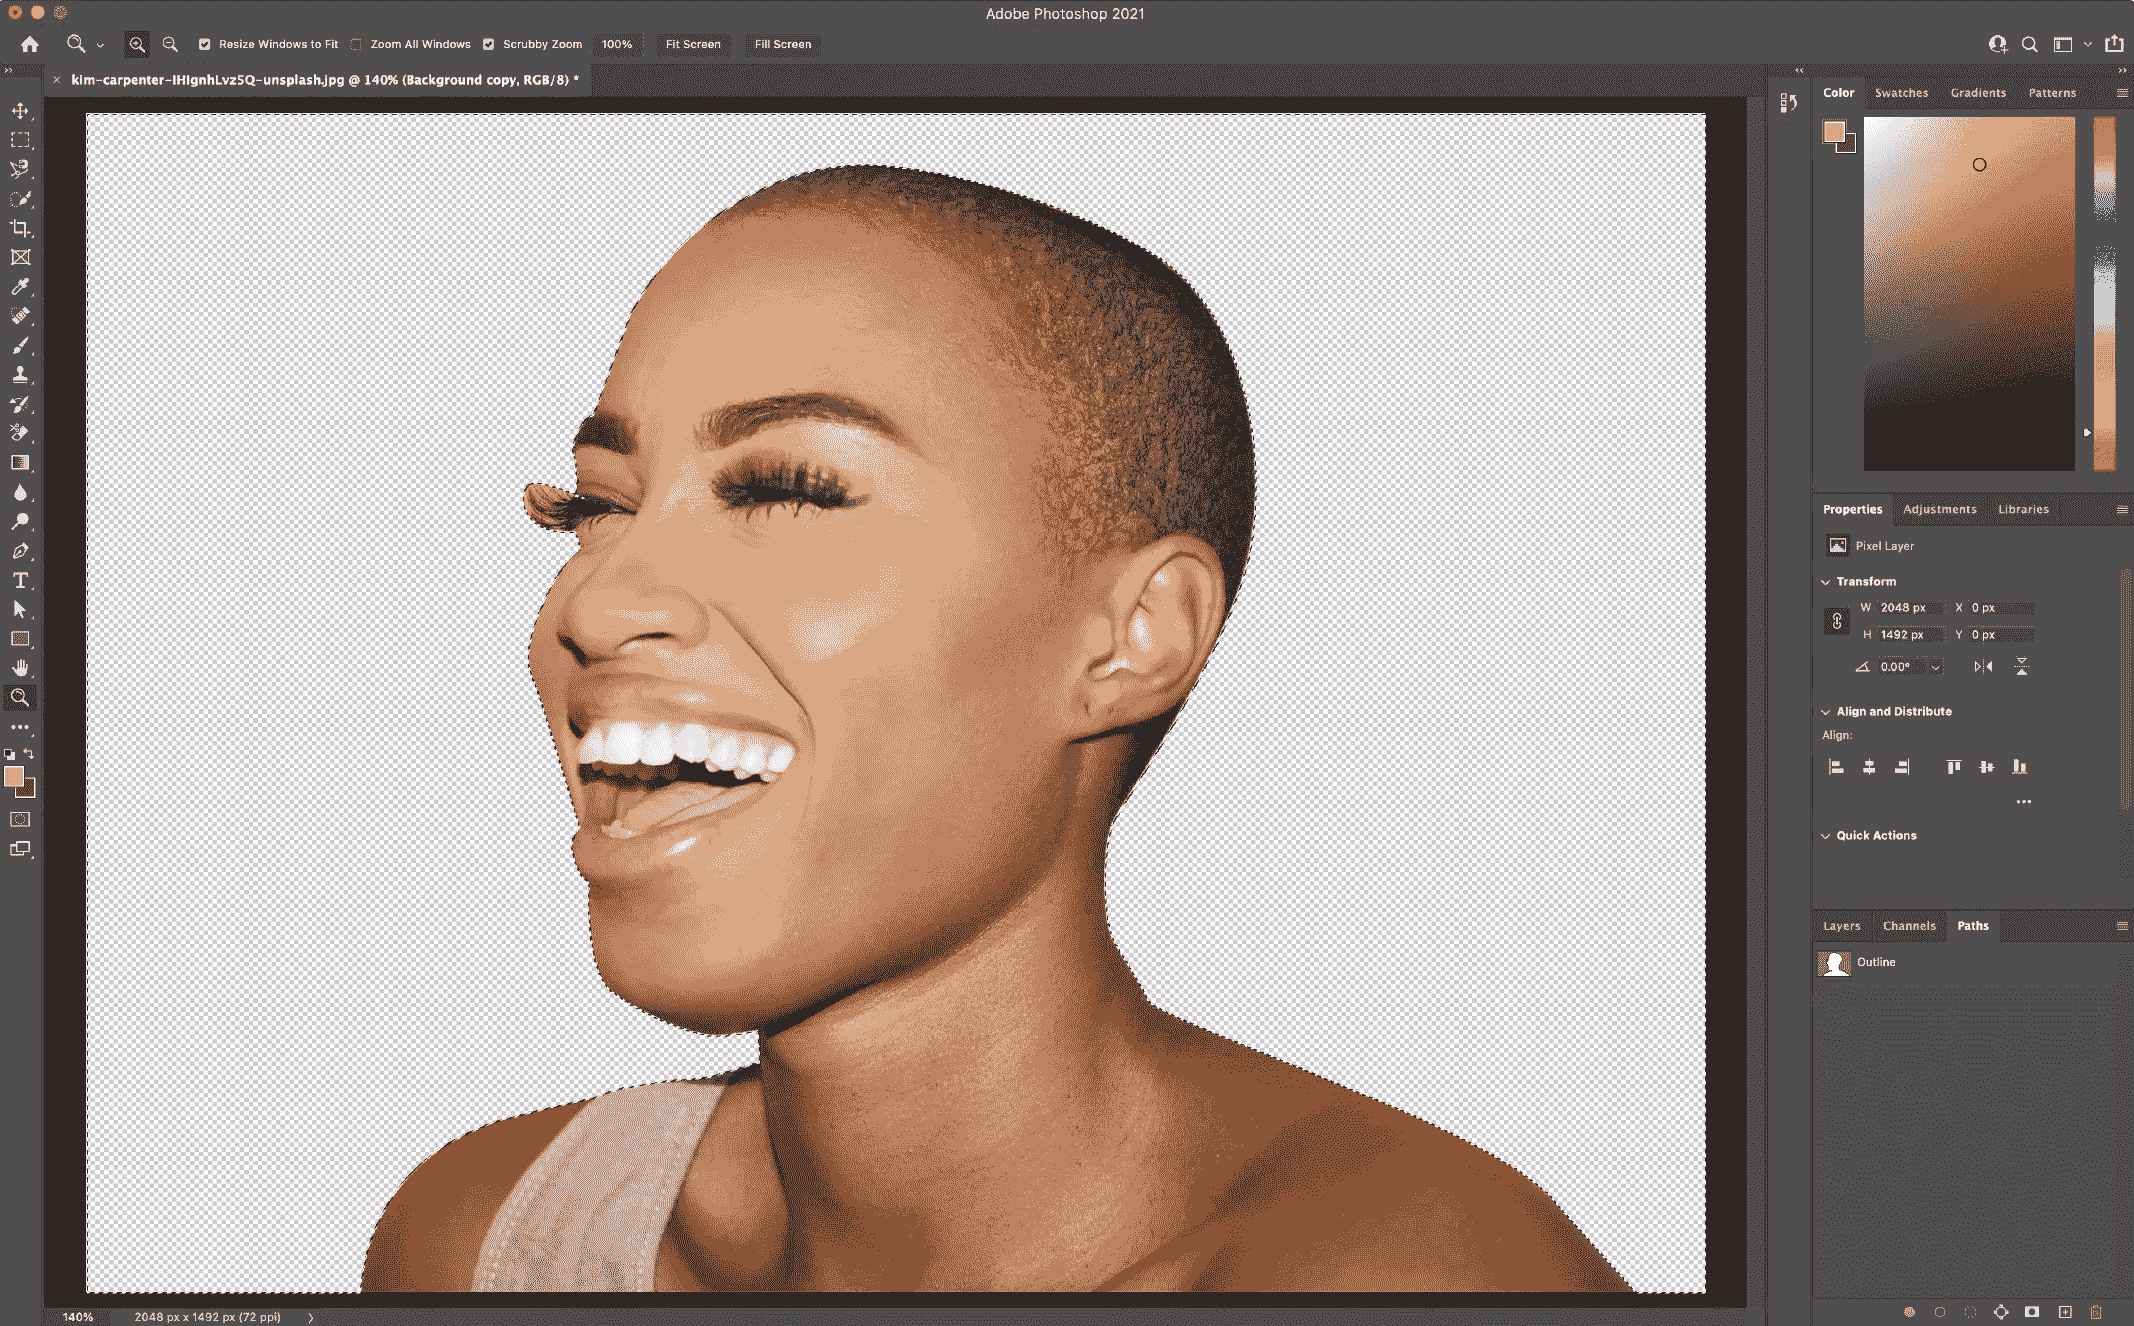 Adobe Photoshop 2021
Resize Windows to Fit Zoom All Windows Scrubby Zoom 100% Fit Screen Fill Screen
× kim-carpenter-IHIgnhLvz5Q-unsplash.jpg @ 140% (Background copy, RGB/8) *
Color Swatches Gradients Patterns
Properties Adjustments Libraries
Pixel Layer
Transform
W 2048 px X 0 px
H 1492 px Y 0 px
0.00°
Align and Distribute
Align:
Quick Actions
Layers Channels Paths
Outline
140% 2048 px x 1492 px (72 ppi)